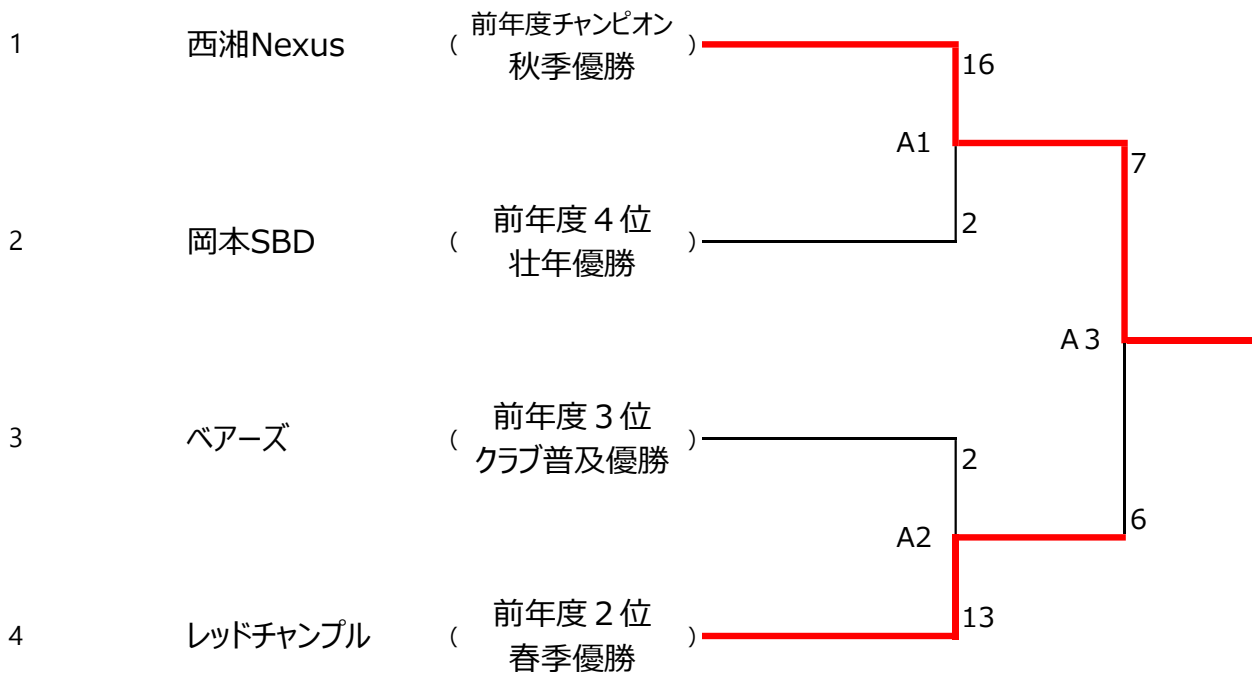 前年度チャンピオン
1 西湘Nexus ( ) 
秋季優勝
16
A1
7
前年度４位
2 岡本SBD ( ) 2
壮年優勝
A３
前年度３位
3 ベアーズ ( )
クラブ普及優勝
2
6
A2
前年度２位
13
4 レッドチャンプル ( )
春季優勝